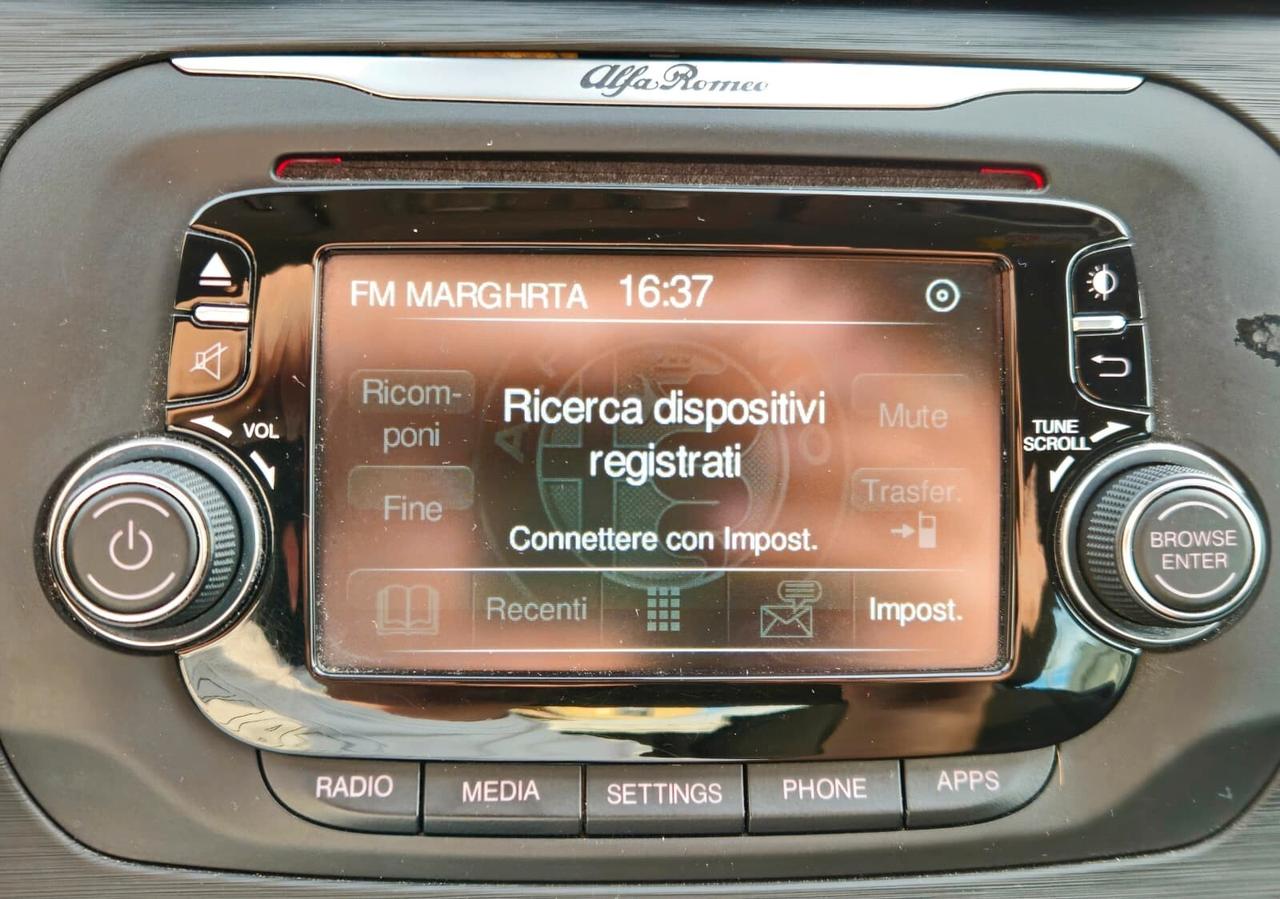 Alfa Romeo
FM MARGHRTA 16:37
Ricom-
poni
Ricerca dispositivi
registrati
Mute
Fine
Trasfer.
Connettere con Impost.
Recenti
Impost.
VOL
TUNE
SCROLL
BROWSE
ENTER
RADIO
MEDIA
SETTINGS
PHONE
APPS